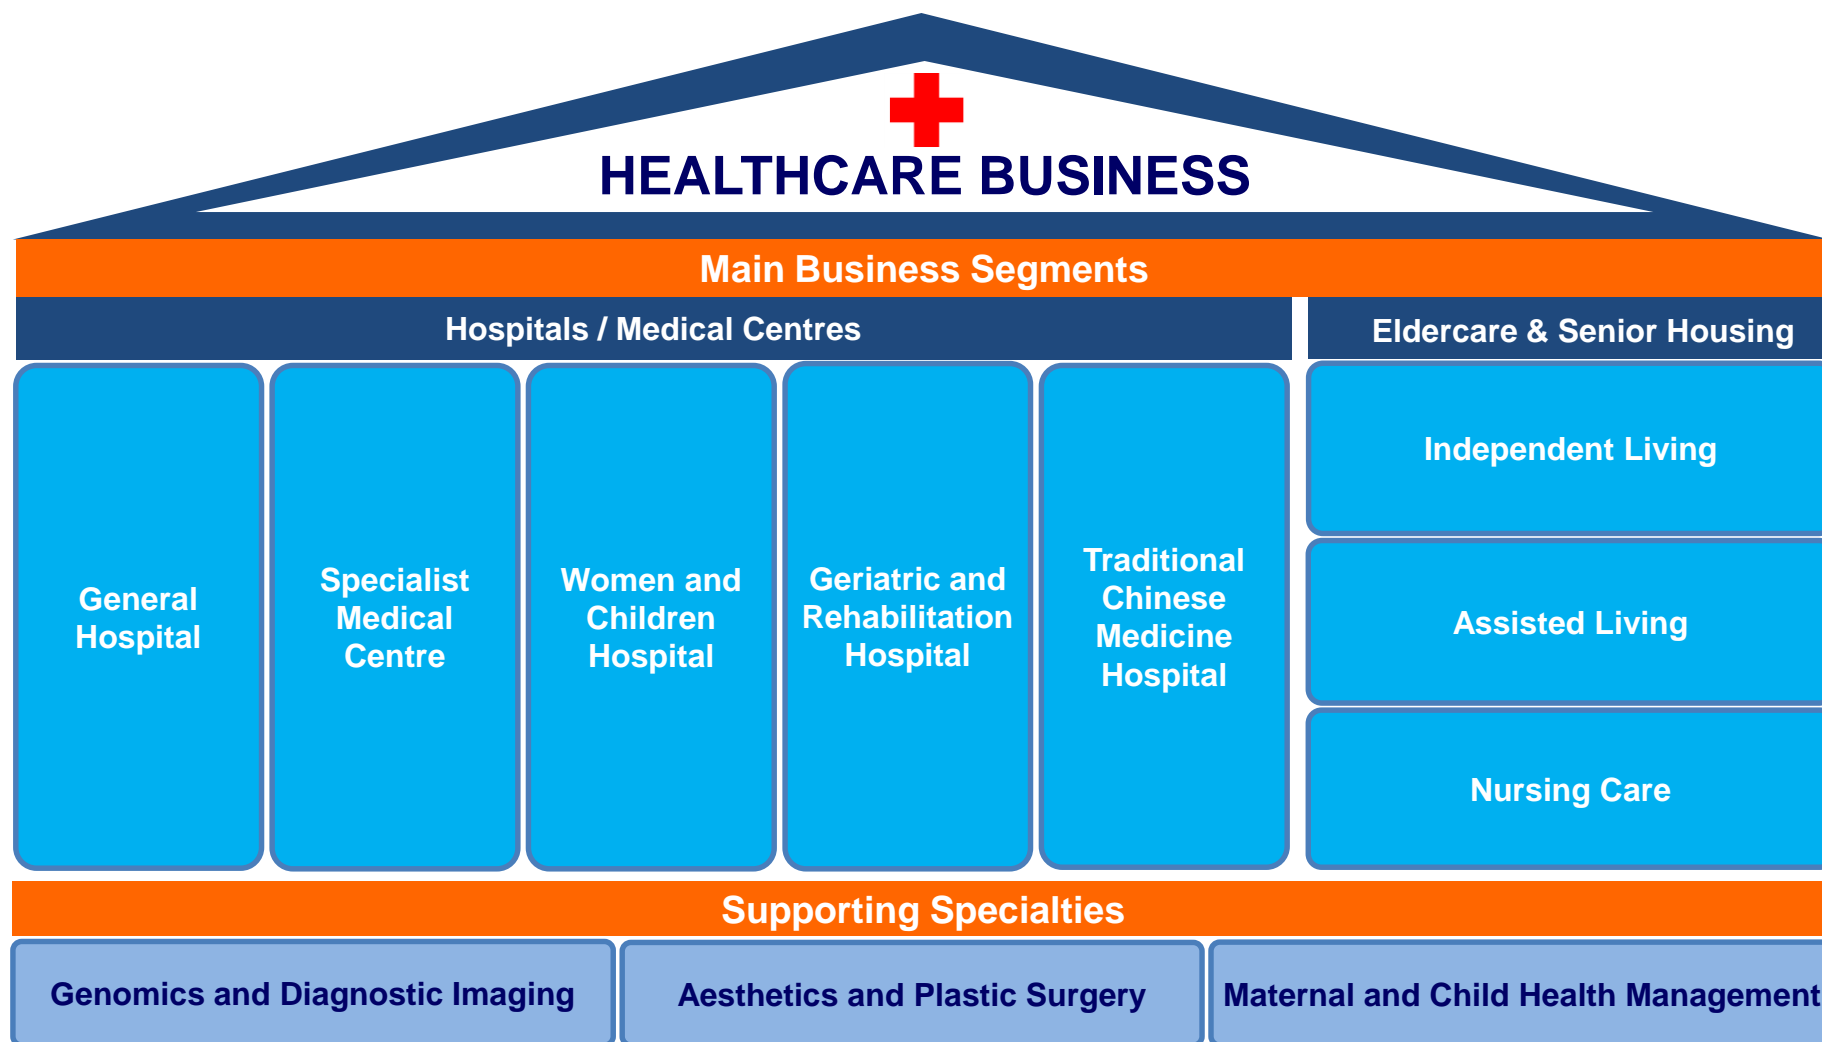 HEALTHCARE BUSINESS
Main Business Segments
Hospitals / Medical Centres
Eldercare & Senior Housing
General
Hospital
Specialist
Medical
Centre
Women and
Children
Hospital
Geriatric and
Rehabilitation
Hospital
Traditional
Chinese
Medicine
Hospital
Independent Living
Assisted Living
Nursing Care
Supporting Specialties
Genomics and Diagnostic Imaging
Aesthetics and Plastic Surgery
Maternal and Child Health Management